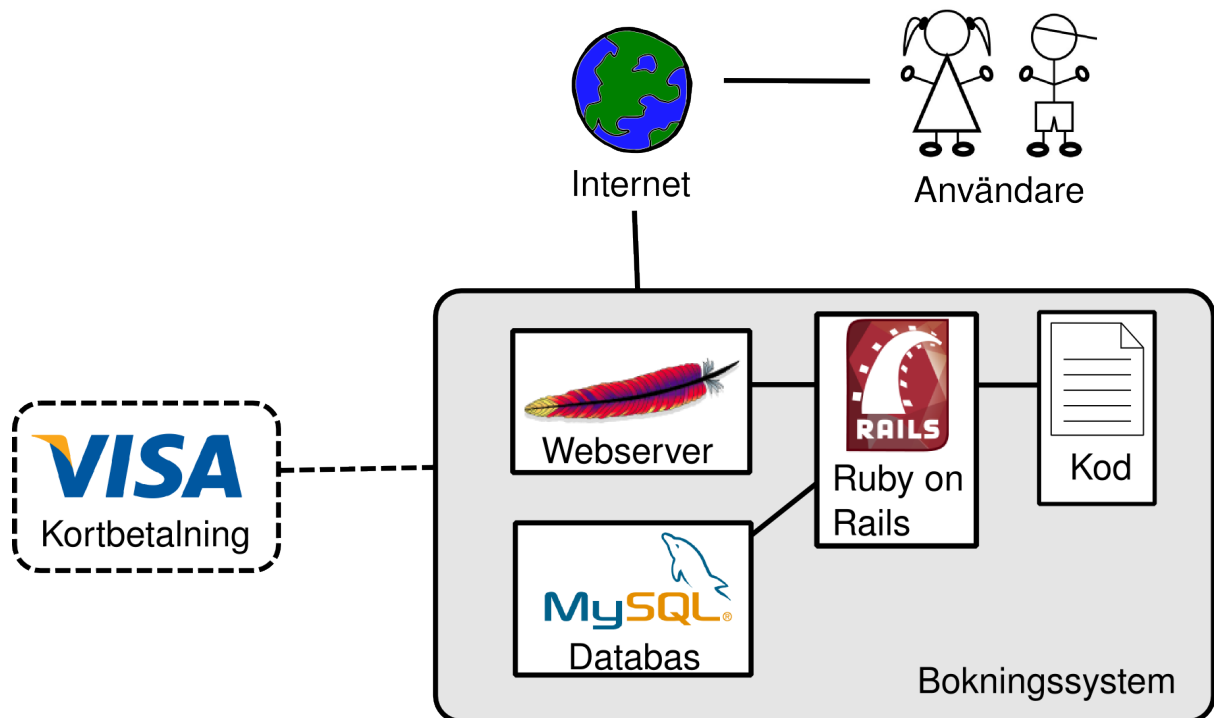 Internet
Användare
RAILS
Webserver
Ruby on
Rails
Kod
VISA
Kortbetalning
MySQL®
Databas
Bokningssystem